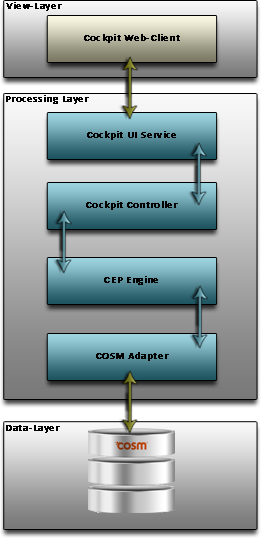 View-Layer
Cockpit Web-Client
Processing Layer
Cockpit UI Service
Cockpit Controller
CEP Engine
COSM Adapter
Data-Layer
cosm